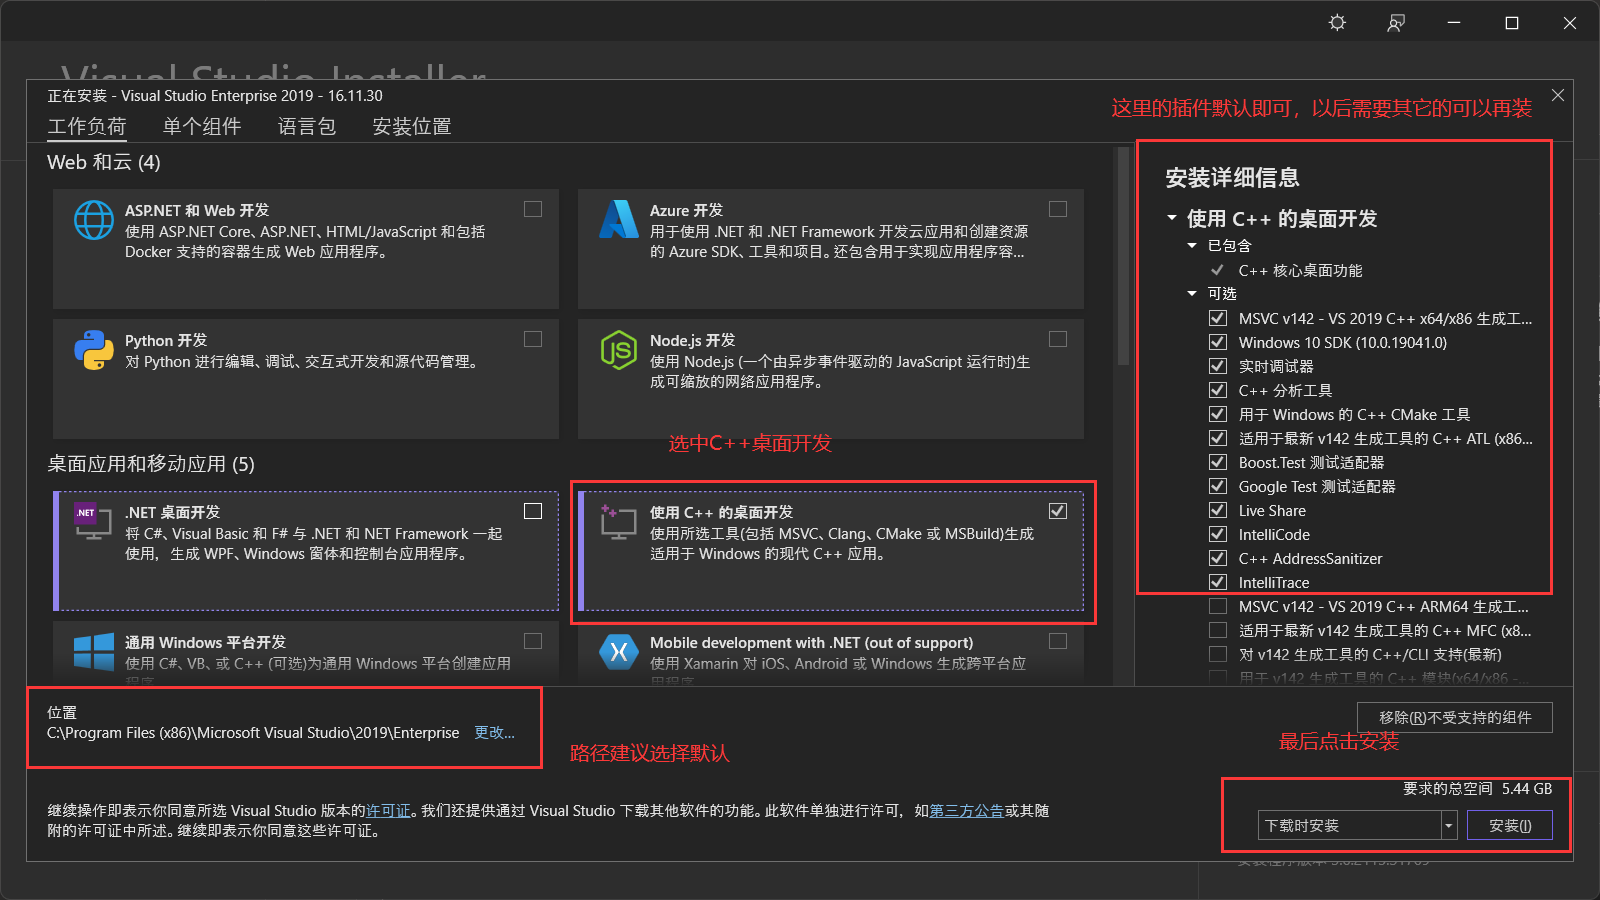 Visual Studio Installer
正在安装 - Visual Studio Enterprise 2019 - 16.11.30
这里的插件默认即可，以后需要其它的可以再装
工作负荷 单个组件 语言包 安装位置
Web 和云 (4)
ASP.NET 和 Web 开发
使用 ASP.NET Core、ASP.NET、HTML/JavaScript 和包括
Docker 支持的容器生成 Web 应用程序。
Azure 开发
用于使用 .NET 和 .NET Framework 开发云应用和创建资源
的 Azure SDK、工具和项目。还包含用于实现应用程序容...
Python 开发
对 Python 进行编辑、调试、交互式开发和源代码管理。
Node.js 开发
使用 Node.js (一个由异步事件驱动的 JavaScript 运行时)生
成可缩放的网络应用程序。
选中C++桌面开发
桌面应用和移动应用 (5)
.NET
.NET 桌面开发
将 C#、Visual Basic 和 F# 与 .NET 和 NET Framework 一起
使用，生成 WPF、Windows 窗体和控制台应用程序。
使用 C++ 的桌面开发
使用所选工具(包括 MSVC、Clang、CMake 或 MSBuild)生成
适用于 Windows 的现代 C++ 应用。
通用 Windows 平台开发
使用 C#、VB、或 C++ (可选)为通用 Windows 平台创建应用
程序
Mobile development with .NET (out of support)
使用 Xamarin 对 iOS、Android 或 Windows 生成跨平台应
用程序
安装详细信息
使用 C++ 的桌面开发
已包含
C++ 核心桌面功能
可选
MSVC v142 - VS 2019 C++ x64/x86 生成工...
Windows 10 SDK (10.0.19041.0)
实时调试器
C++ 分析工具
用于 Windows 的 C++ CMake 工具
适用于最新 v142 生成工具的 C++ ATL (x86...
Boost.Test 测试适配器
Google Test 测试适配器
Live Share
IntelliCode
C++ AddressSanitizer
IntelliTrace
MSVC v142 - VS 2019 C++ ARM64 生成工...
适用于最新 v142 生成工具的 C++ MFC (x8...
对 v142 生成工具的 C++/CLI 支持(最新)
用于 v142 生成工具的 C++ 模块(x64/x86 -...
位置
C:\Program Files (x86)\Microsoft Visual Studio\2019\Enterprise 更改...
路径建议选择默认
移除(R)不受支持的组件
最后点击安装
要求的总空间 5.44 GB
继续操作即表示你同意所选 Visual Studio 版本的许可证。我们还提供通过 Visual Studio 下载其他软件的功能。此软件单独进行许可，如第三方公告或其随
附的许可证中所述。继续即表示你同意这些许可证。
下载时安装 安装(I)